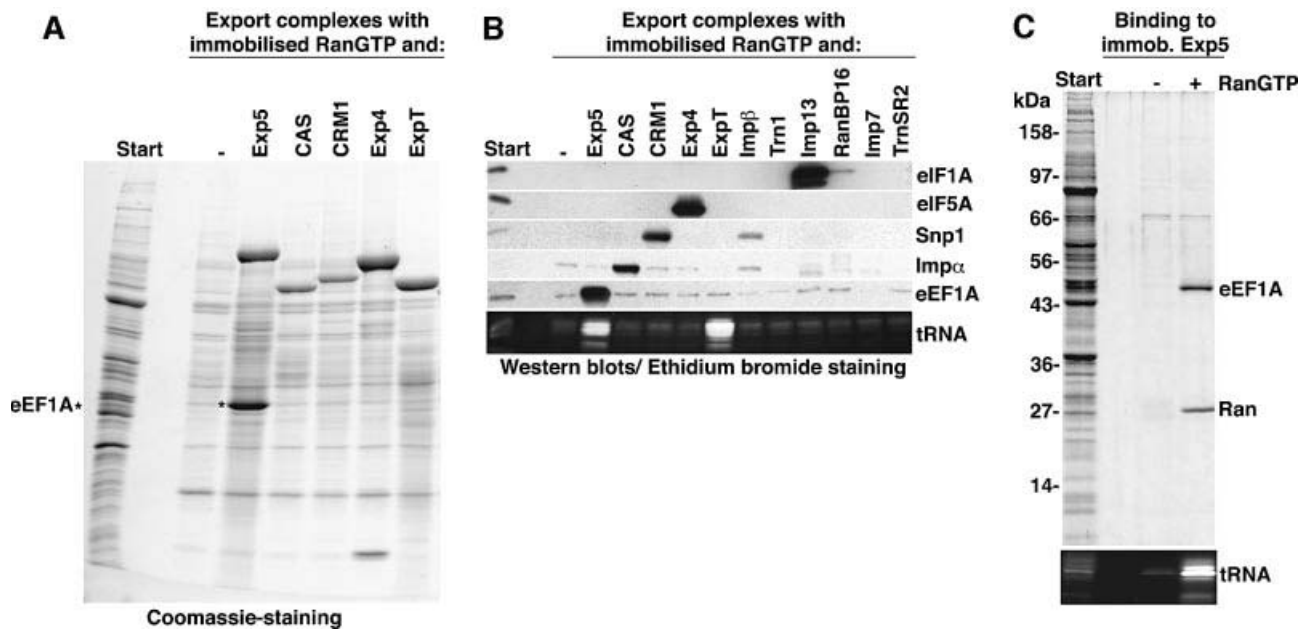 A
Export complexes with
immobilised RanGTP and:
Start
-
Exp5
CAS
CRM1
Exp4
ExpT
eEF1A*
*
Coomassie-staining
B
Export complexes with
immobilised RanGTP and:
Start
-
Exp5
CAS
CRM1
Exp4
ExpT
Impβ
Trn1
Imp13
RanBP16
Imp7
TrnSR2
eIF1A
eIF5A
Snp1
Impα
eEF1A
tRNA
Western blots/ Ethidium bromide staining
C
Binding to
immob. Exp5
Start - + RanGTP
kDa
158-
97-
66-
56-
43-
36-
27-
14-
eEF1A
Ran
tRNA